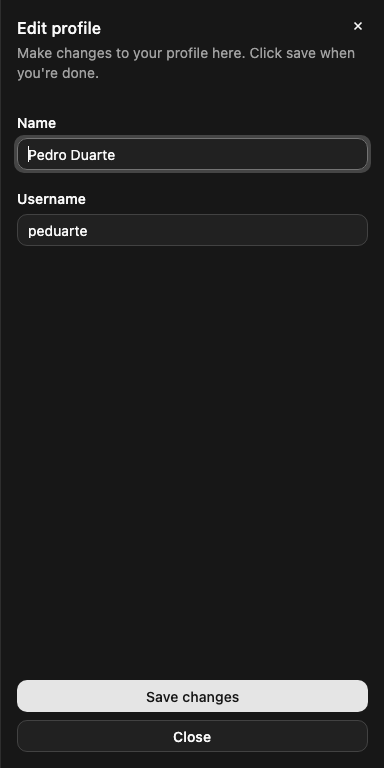 Edit profile
Make changes to your profile here. Click save when
you're done.
Name
Pedro Duarte
Username
peduarte
Save changes
Close